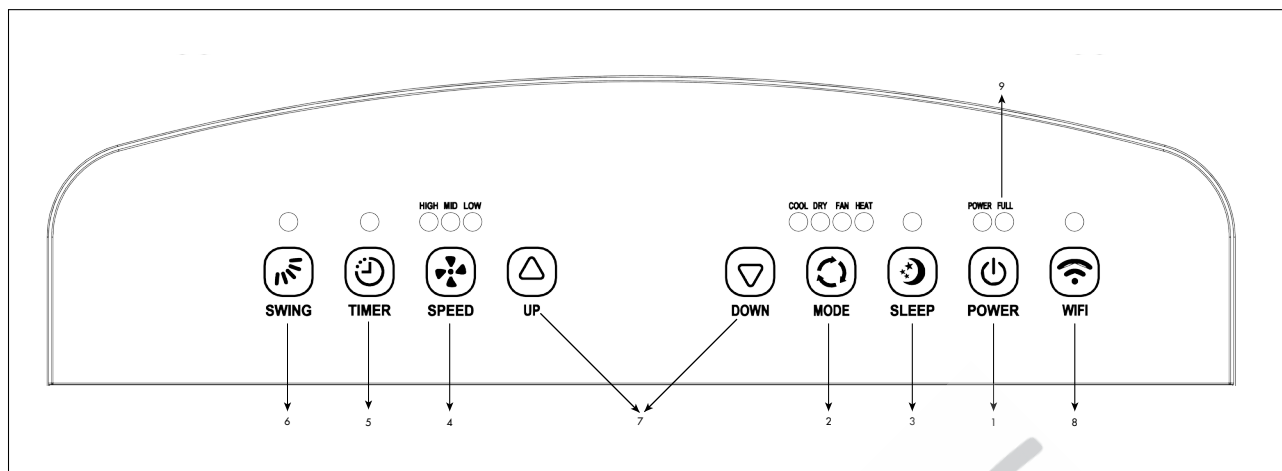 9
HIGH MID LOW
COOL DRY FAN HEAT
POWER FULL
SWING TIMER SPEED UP DOWN MODE SLEEP POWER WIFI
6 5 4 7 2 3 1 8